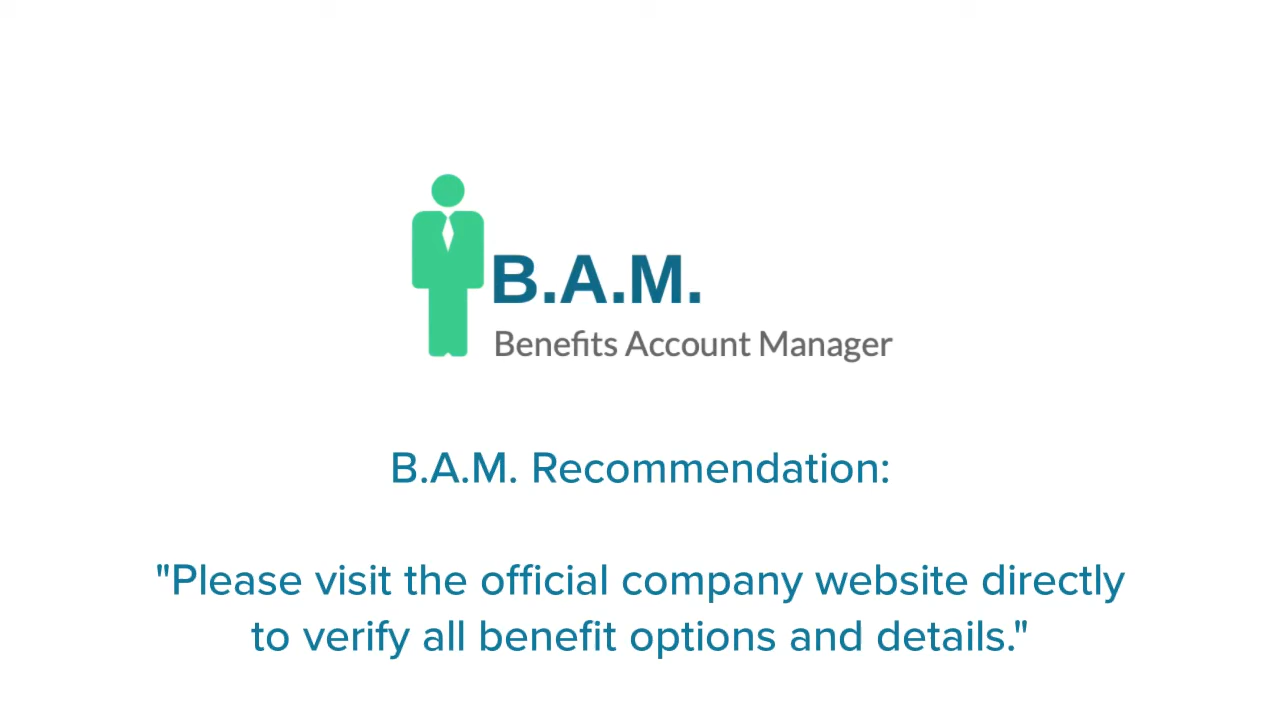 B.A.M.
Benefits Account Manager
B.A.M. Recommendation:
"Please visit the official company website directly
to verify all benefit options and details."